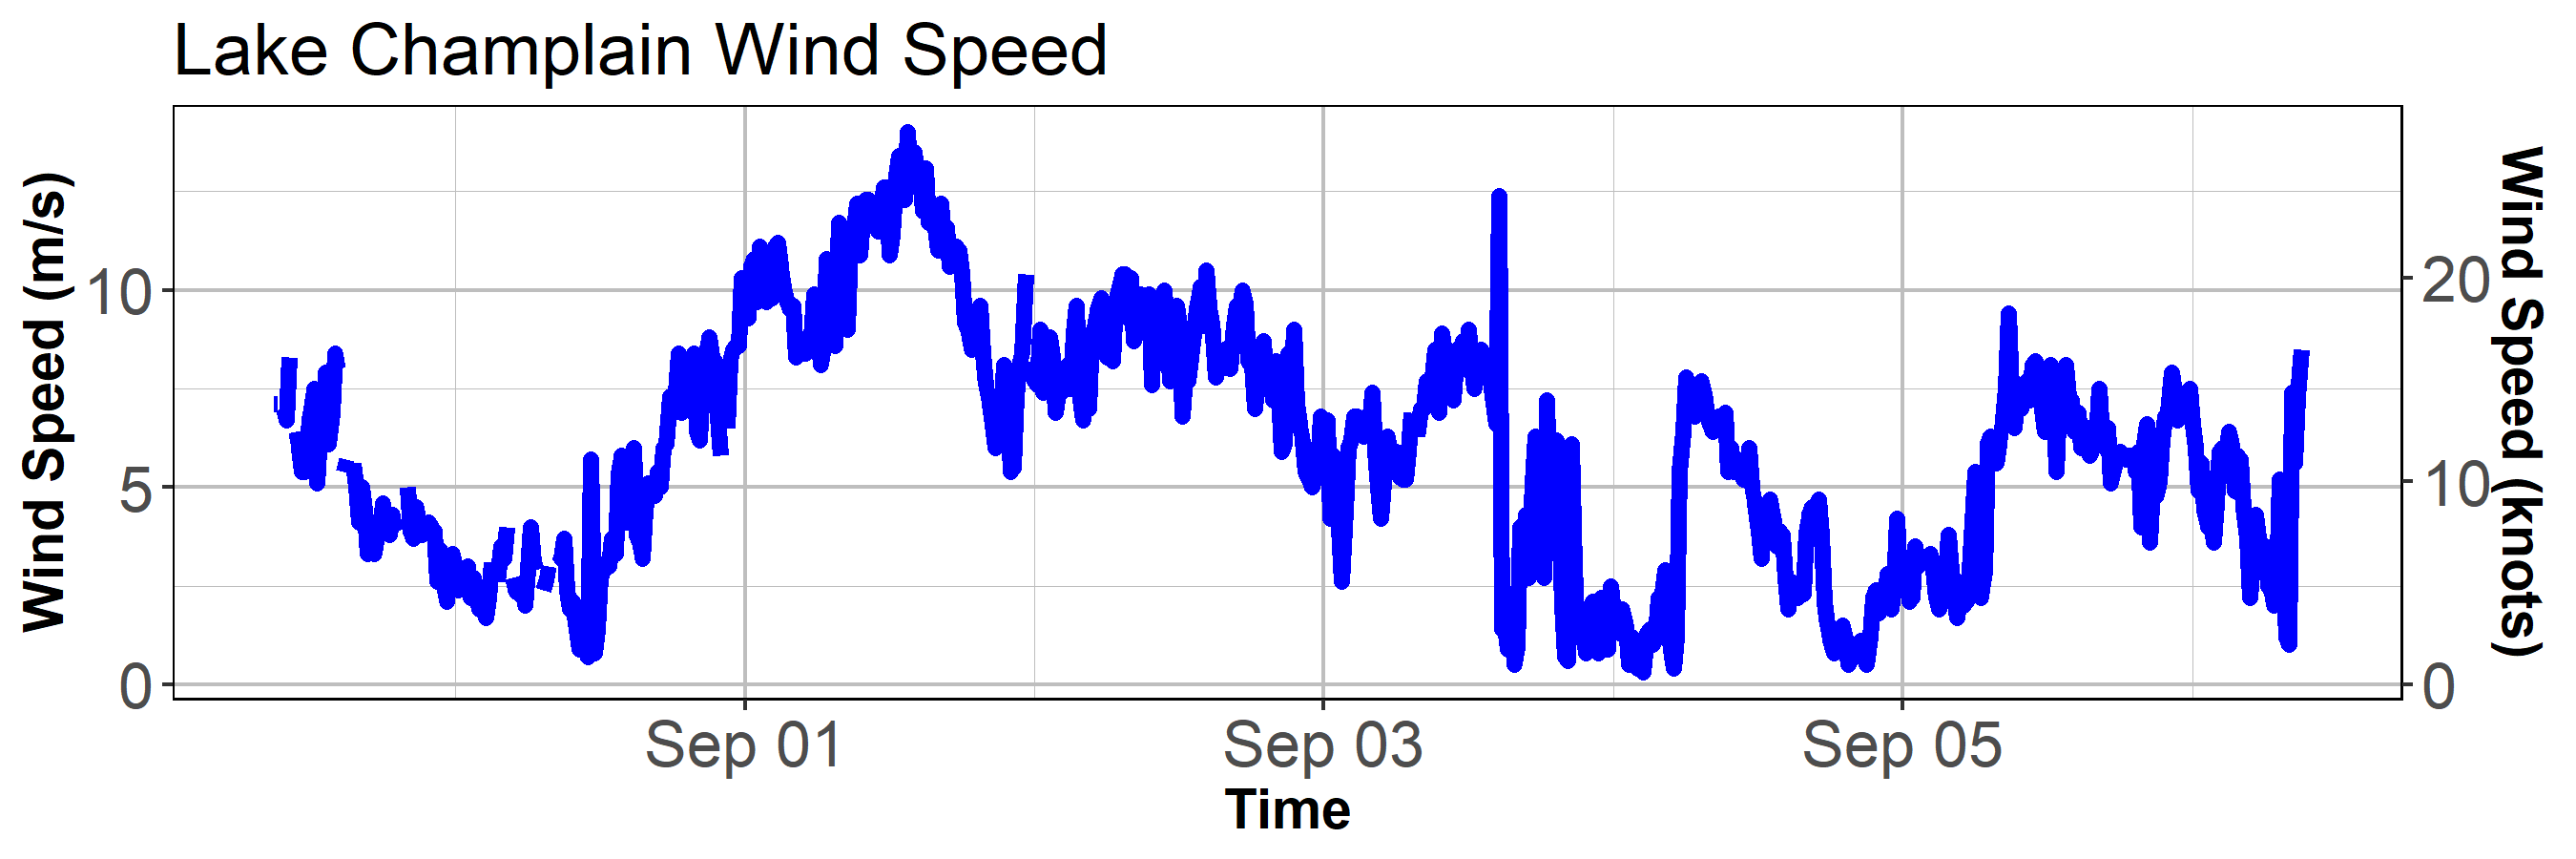 Lake Champlain Wind Speed
Wind Speed (m/s)
10
5
0
20
10
0
Wind Speed (knots)
Sep 01
Sep 03
Sep 05
Time